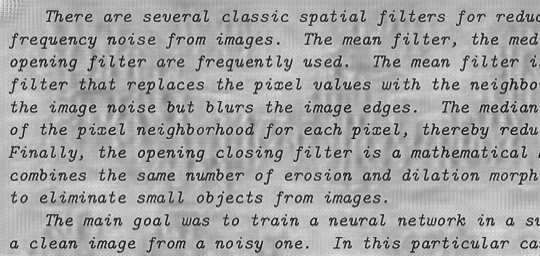 There are several classic spatial filters for reduc
frequency noise from images. The mean filter, the med
opening filter are frequently used. The mean filter i
filter that replaces the pixel values with the neighbo
the image noise but blurs the image edges. The median
of the pixel neighborhood for each pixel, thereby redu
Finally, the opening closing filter is a mathematical
combines the same number of erosion and dilation morph
to eliminate small objects from images.
The main goal was to train a neural network in a su
a clean image from a noisy one. In this particular ca